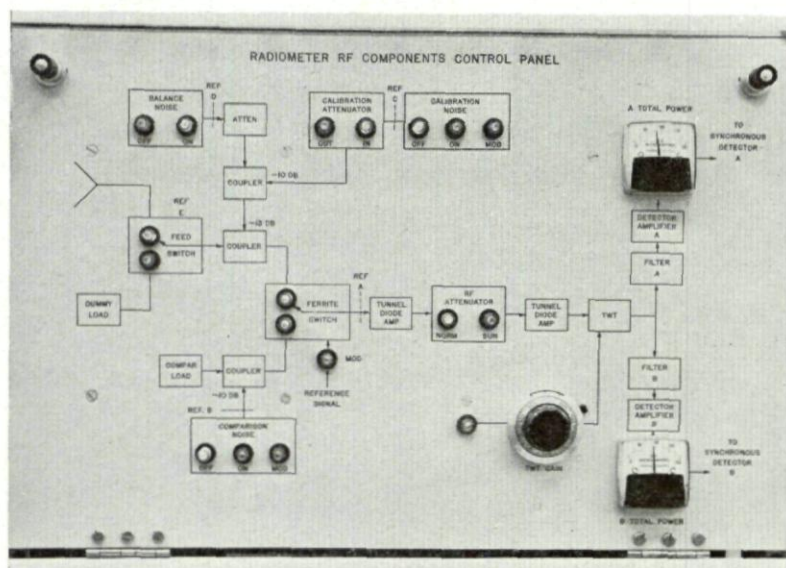 RADIOMETER RF COMPONENTS CONTROL PANEL
BALANCE
NOISE
OFF ON
REF
D
ATTEN
CALIBRATION
ATTENUATOR
OUT IN
REF
C
CALIBRATION
NOISE
OFF ON MOD
A TOTAL POWER
TO
SYNCHRONOUS
DETECTOR
A
COUPLER
-10 DB
REF
E
FEED
SWITCH
-13 DB
COUPLER
DETECTOR
AMPLIFIER
A
FILTER
A
DUMMY
LOAD
FERRITE
SWITCH
REF
A
TUNNEL
DIODE
AMP
RF
ATTENUATOR
NORM SUN
TUNNEL
DIODE
AMP
TWT
MOD
REFERENCE
SIGNAL
COMPAR
LOAD
COUPLER
-10 DB
REF. B
COMPARISON
NOISE
OFF ON MOD
TWT GAIN
FILTER
B
DETECTOR
AMPLIFIER
TO
SYNCHRONOUS
DETECTOR
B
B TOTAL POWER